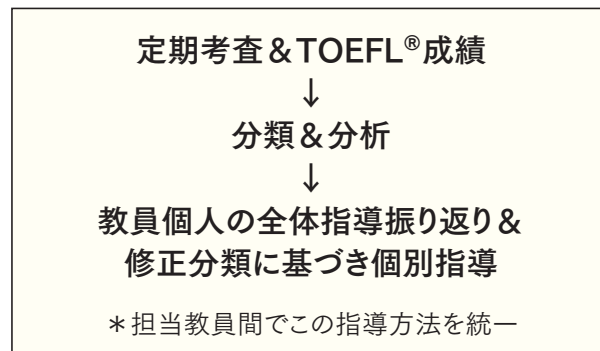 定期考査&TOEFL®成績
↓
分類&分析
↓
教員個人の全体指導振り返り&
修正分類に基づき個別指導
*担当教員間でこの指導方法を統一